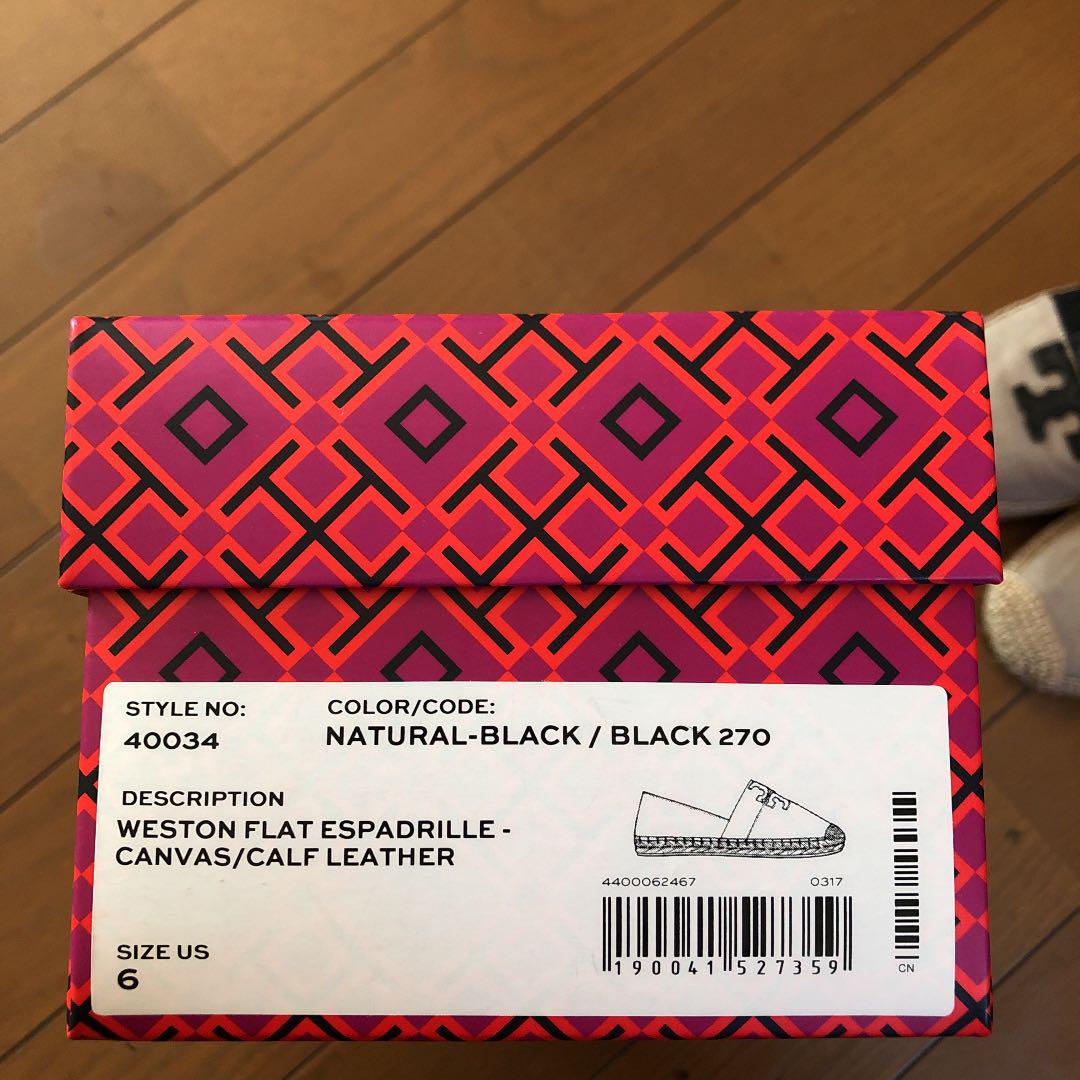 STYLE NO:
40034
COLOR/CODE:
NATURAL-BLACK / BLACK 270
DESCRIPTION
WESTON FLAT ESPADRILLE -
CANVAS/CALF LEATHER
SIZE US
6
4400062467 0317
190041 527359
CN